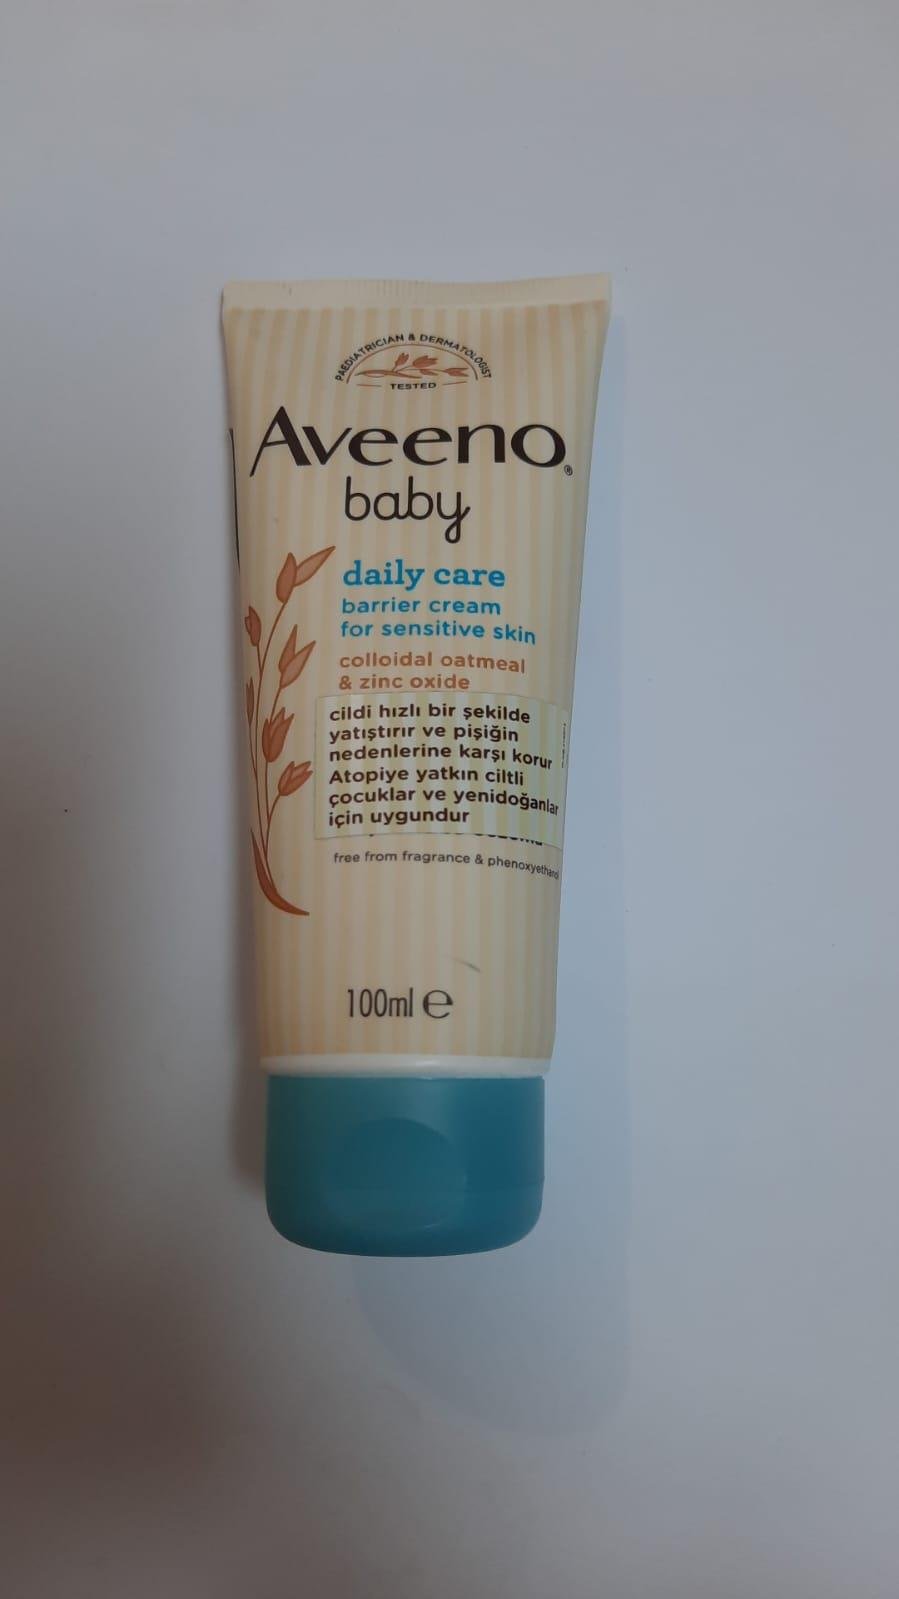 PAEDIATRICIAN & DERMATOLOGIST
TESTED
Aveeno®
baby
daily care
barrier cream
for sensitive skin
colloidal oatmeal
& zinc oxide
cildi hızlı bir şekilde
yatıştırır ve pişiğin
nedenlerine karşı korur
Atopiye yatkın ciltli
çocuklar ve yenidoğanlar
için uygundur
free from fragrance & phenoxyethanol
100ml e